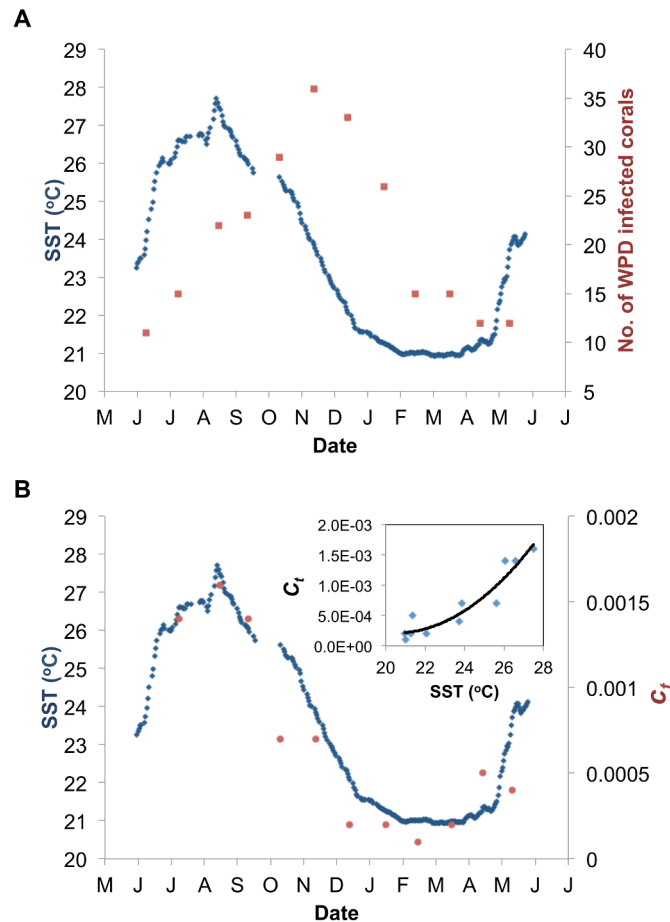 A
29
28
27
26
25
24
23
22
21
20
SST (°C)
40
35
30
25
20
15
10
5
No. of WPD infected corals
M J J A S O N D J F M A M J J
Date
B
29
28
27
26
25
24
23
22
21
20
SST (°C)
2.0E-03
1.5E-03
1.0E-03
5.0E-04
0.0E+00
Ct
20 22 24 26 28
SST (°C)
0.002
0.0015
0.001
0.0005
0
Ct
M J J A S O N D J F M A M J J
Date